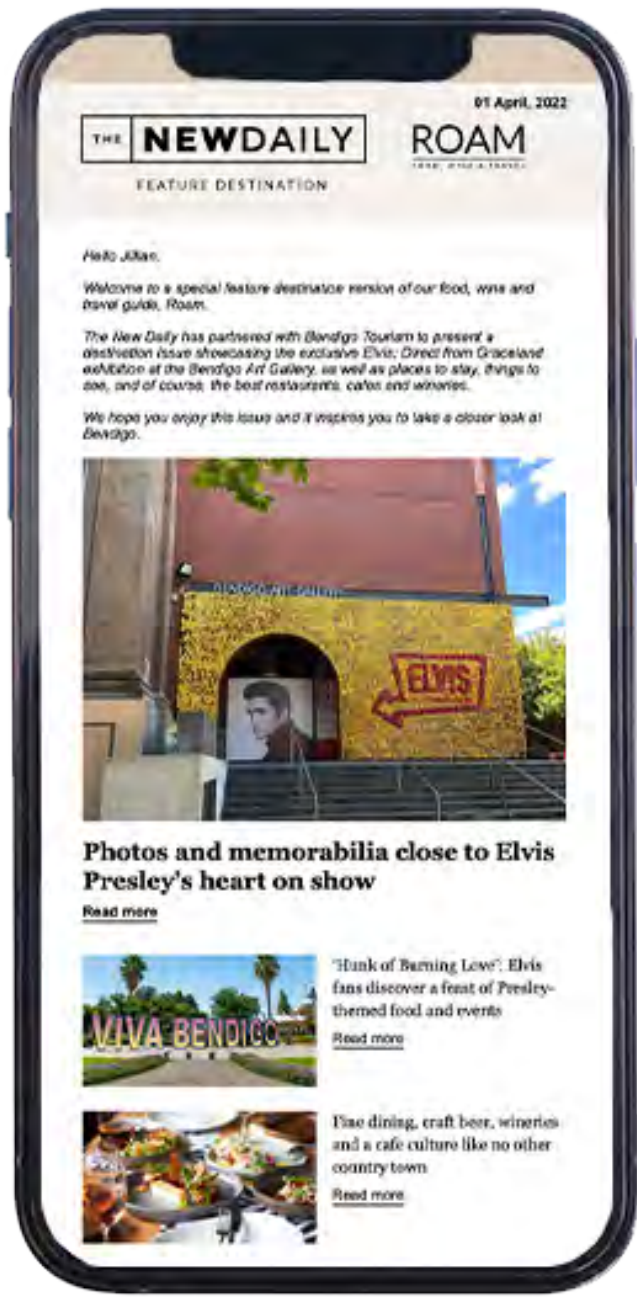 01 April, 2022
THE NEWDAILY
ROAM
FOOD, WINE & TRAVEL
FEATURE DESTINATION
Hello Jillian,
Welcome to a special feature destination version of our food, wine and
travel guide, Roam.
The New Daily has partnered with Bendigo Tourism to present a
destination issue showcasing the exclusive Elvis: Direct from Graceland
exhibition at the Bendigo Art Gallery, as well as places to stay, things to
see, and of course, the best restaurants, cafes and wineries.
We hope you enjoy this issue and it inspires you to take a closer look at
Bendigo.
BENDIGO ART GALLERY
ELVIS
Photos and memorabilia close to Elvis
Presley's heart on show
Read more
VIVA BENDIGO
"Hunk of Burning Love": Elvis
fans discover a feast of Presley-
themed food and events
Read more
Fine dining, craft beer, wineries
and a cafe culture like no other
country town
Read more